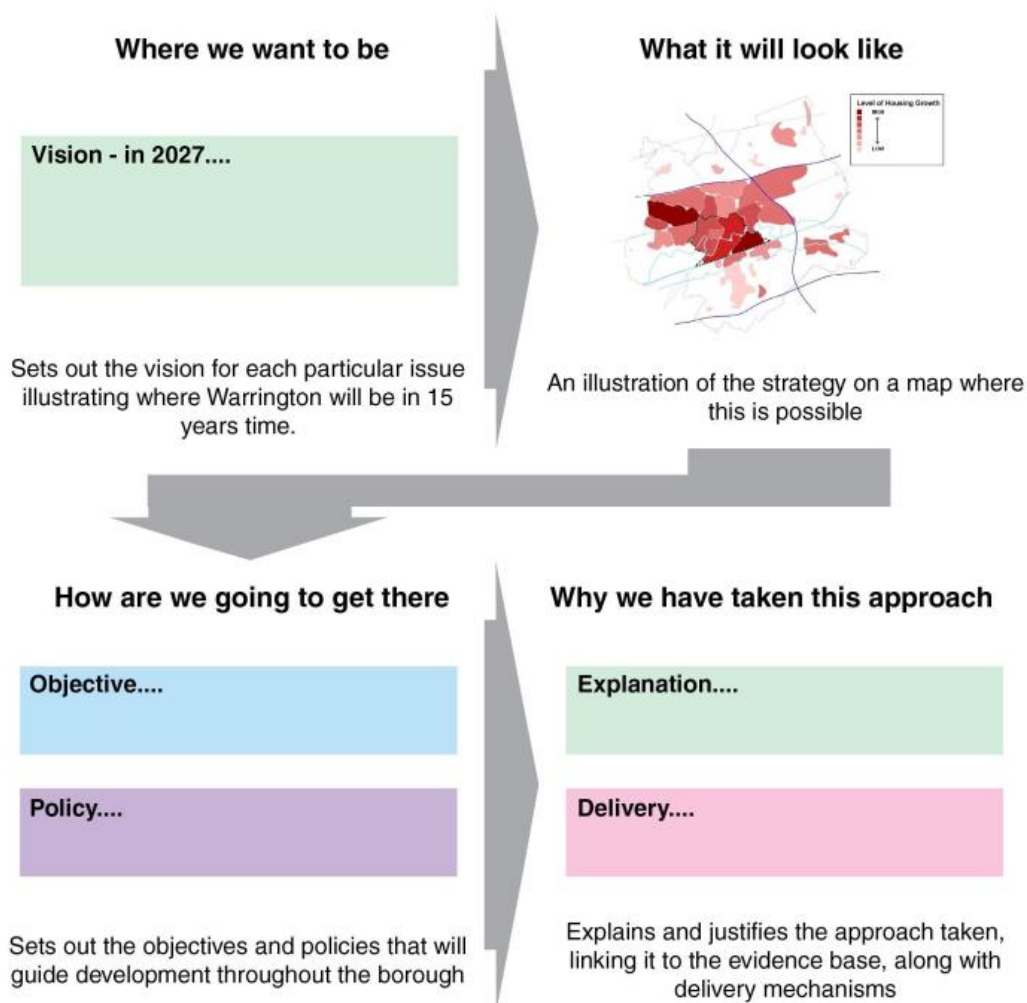 Where we want to be
Vision - in 2027....
Sets out the vision for each particular issue
illustrating where Warrington will be in 15
years time.
What it will look like
Level of Housing Growth
HIGH
LOW
An illustration of the strategy on a map where
this is possible
How are we going to get there
Objective....
Policy....
Sets out the objectives and policies that will
guide development throughout the borough
Why we have taken this approach
Explanation....
Delivery....
Explains and justifies the approach taken,
linking it to the evidence base, along with
delivery mechanisms